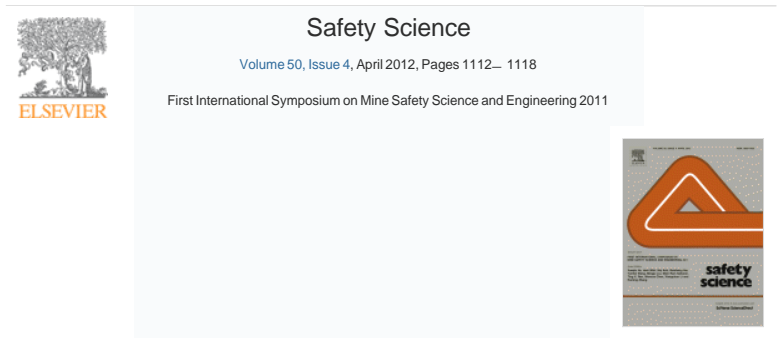 Safety Science
Volume 50, Issue 4, April 2012, Pages 1112– 1118
First International Symposium on Mine Safety Science and Engineering 2011
ELSEVIER
safety
science